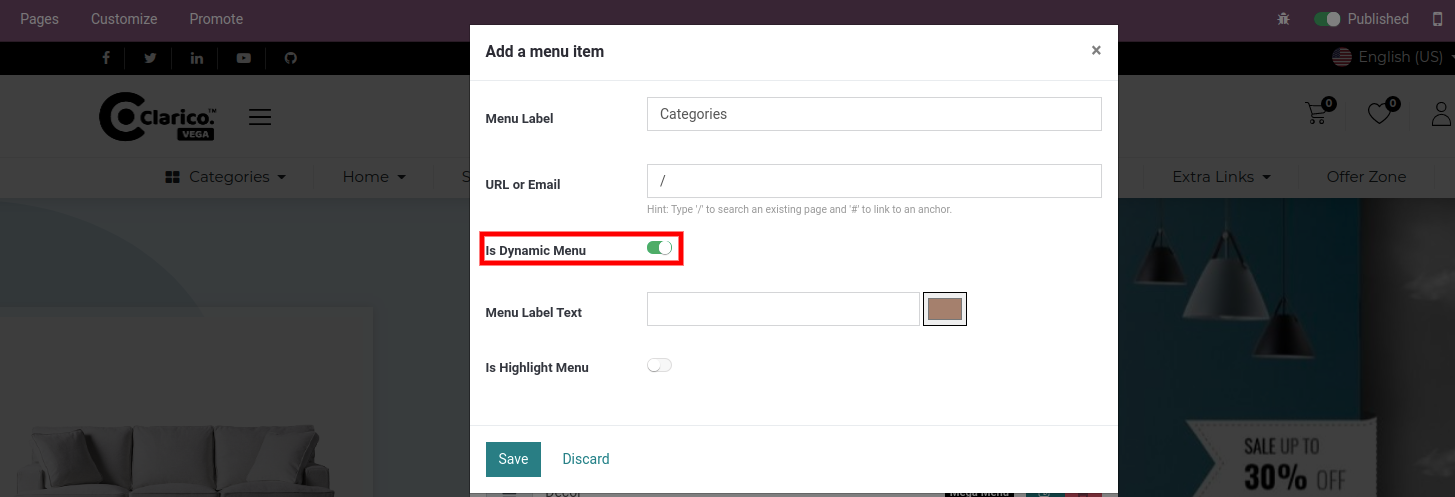 Pages Customize Promote Published
Add a menu item ×
English (US)
Clarico.™
VEGA
0 0
Menu Label Categories
Categories Home S Extra Links Offer Zone
URL or Email /
Hint: Type '/' to search an existing page and '#' to link to an anchor.
Is Dynamic Menu
Menu Label Text
Is Highlight Menu
SALE UP TO
30% OFF
Save Discard
Decor Mega Menu